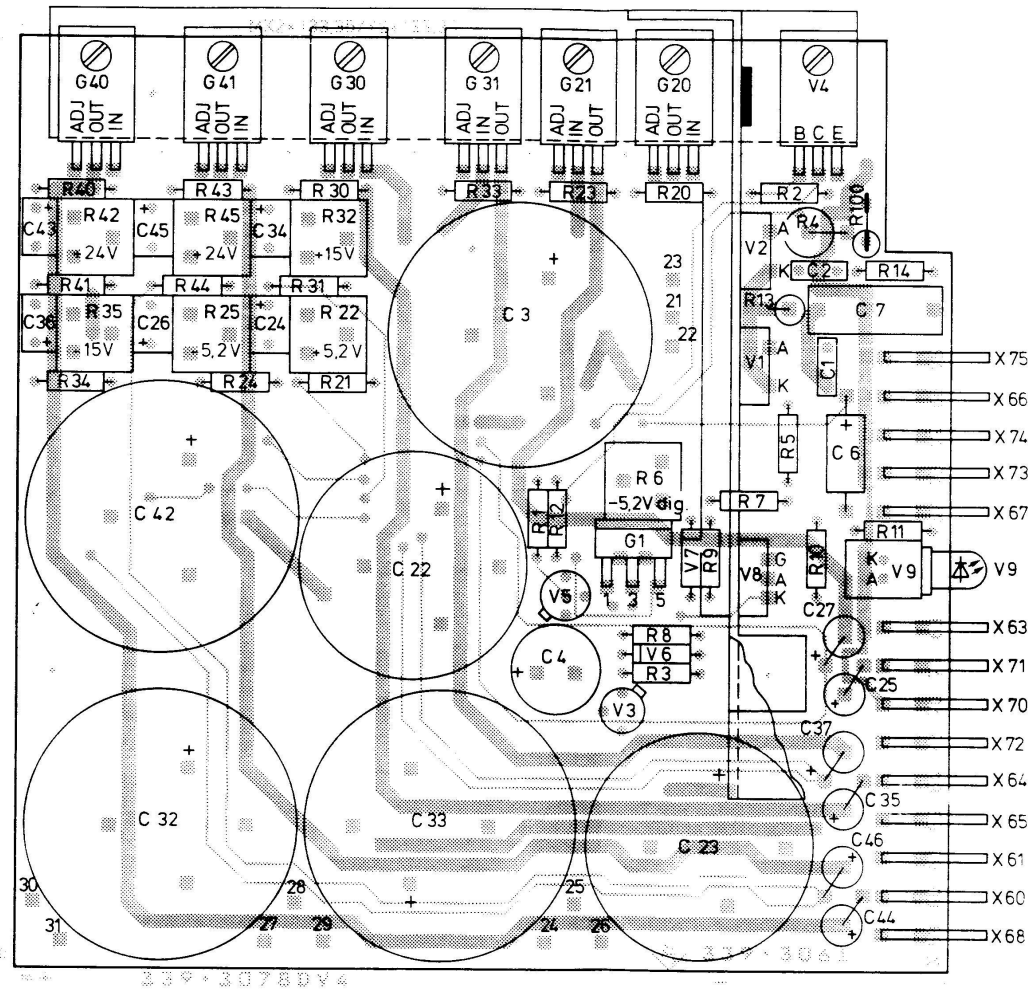 G40 G41 G30 G31 G21 G20 V4
ADJ OUT IN ADJ OUT IN ADJ OUT IN ADJ IN OUT ADJ IN OUT B C E
R40 R43 R30 R33 R23 R20 R2 R100
C43 R42 C45 R45 C34 R32 V2 A R4
+24V +24V +15V 23 K C2 R14
R41 R44 R31 21 R13 C7
C36 R35 C26 R25 C24 R22 C3 22
-15V -5,2V +5,2V V1 A C1 X75
R34 R24 R21 K X66
R5 C6 X74
R6 X73
-5,2V dig. R7 X67
C42 R1 R12 G1 R11
C22 V7 R9 V8 G A K R10 K A V9 V9
V5 1 3 5 C27
R8 X63
C4 V6 X71
R3 C25
V3 X70
C37 X72
X64
C35
C32 C33 C23 X65
C46 X61
30 28 25 X60
31 27 29 24 26 C44 X68
339·3061
339·3078DV4